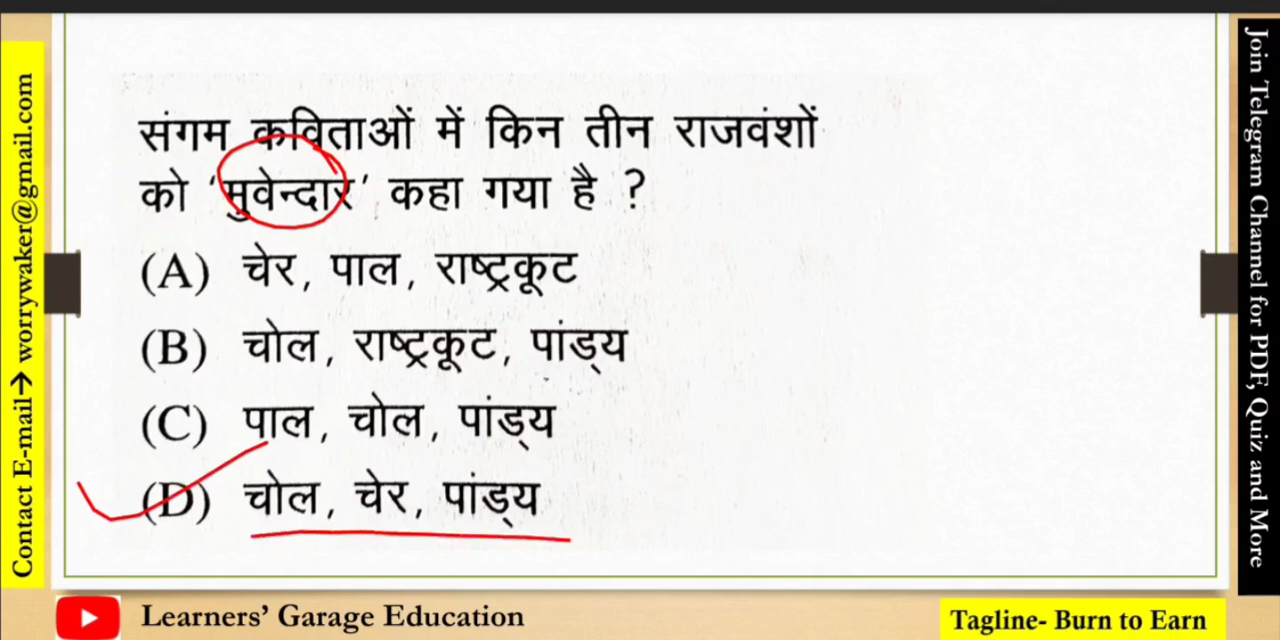 संगम कविताओं में किन तीन राजवंशों
को ‘मुवेन्दार’ कहा गया है ?
(A) चेर, पाल, राष्ट्रकूट
(B) चोल, राष्ट्रकूट, पांड्य
(C) पाल, चोल, पांड्य
(D) चोल, चेर, पांड्य
Contact E-mail→ worrywaker@gmail.com
Join Telegram Channel for PDF, Quiz and More
Learners’ Garage Education
Tagline- Burn to Earn